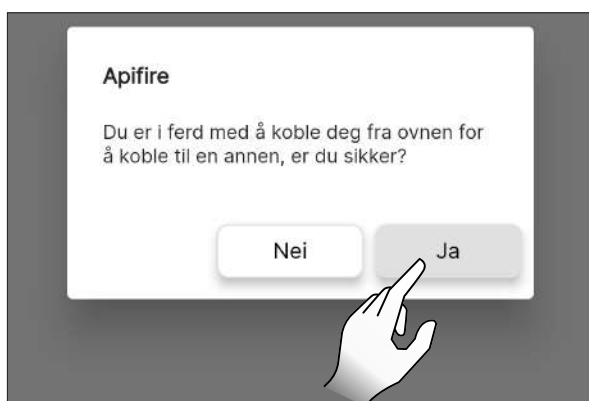 Apifire
Du er i ferd med å koble deg fra ovnen for
å koble til en annen, er du sikker?
Nei
Ja